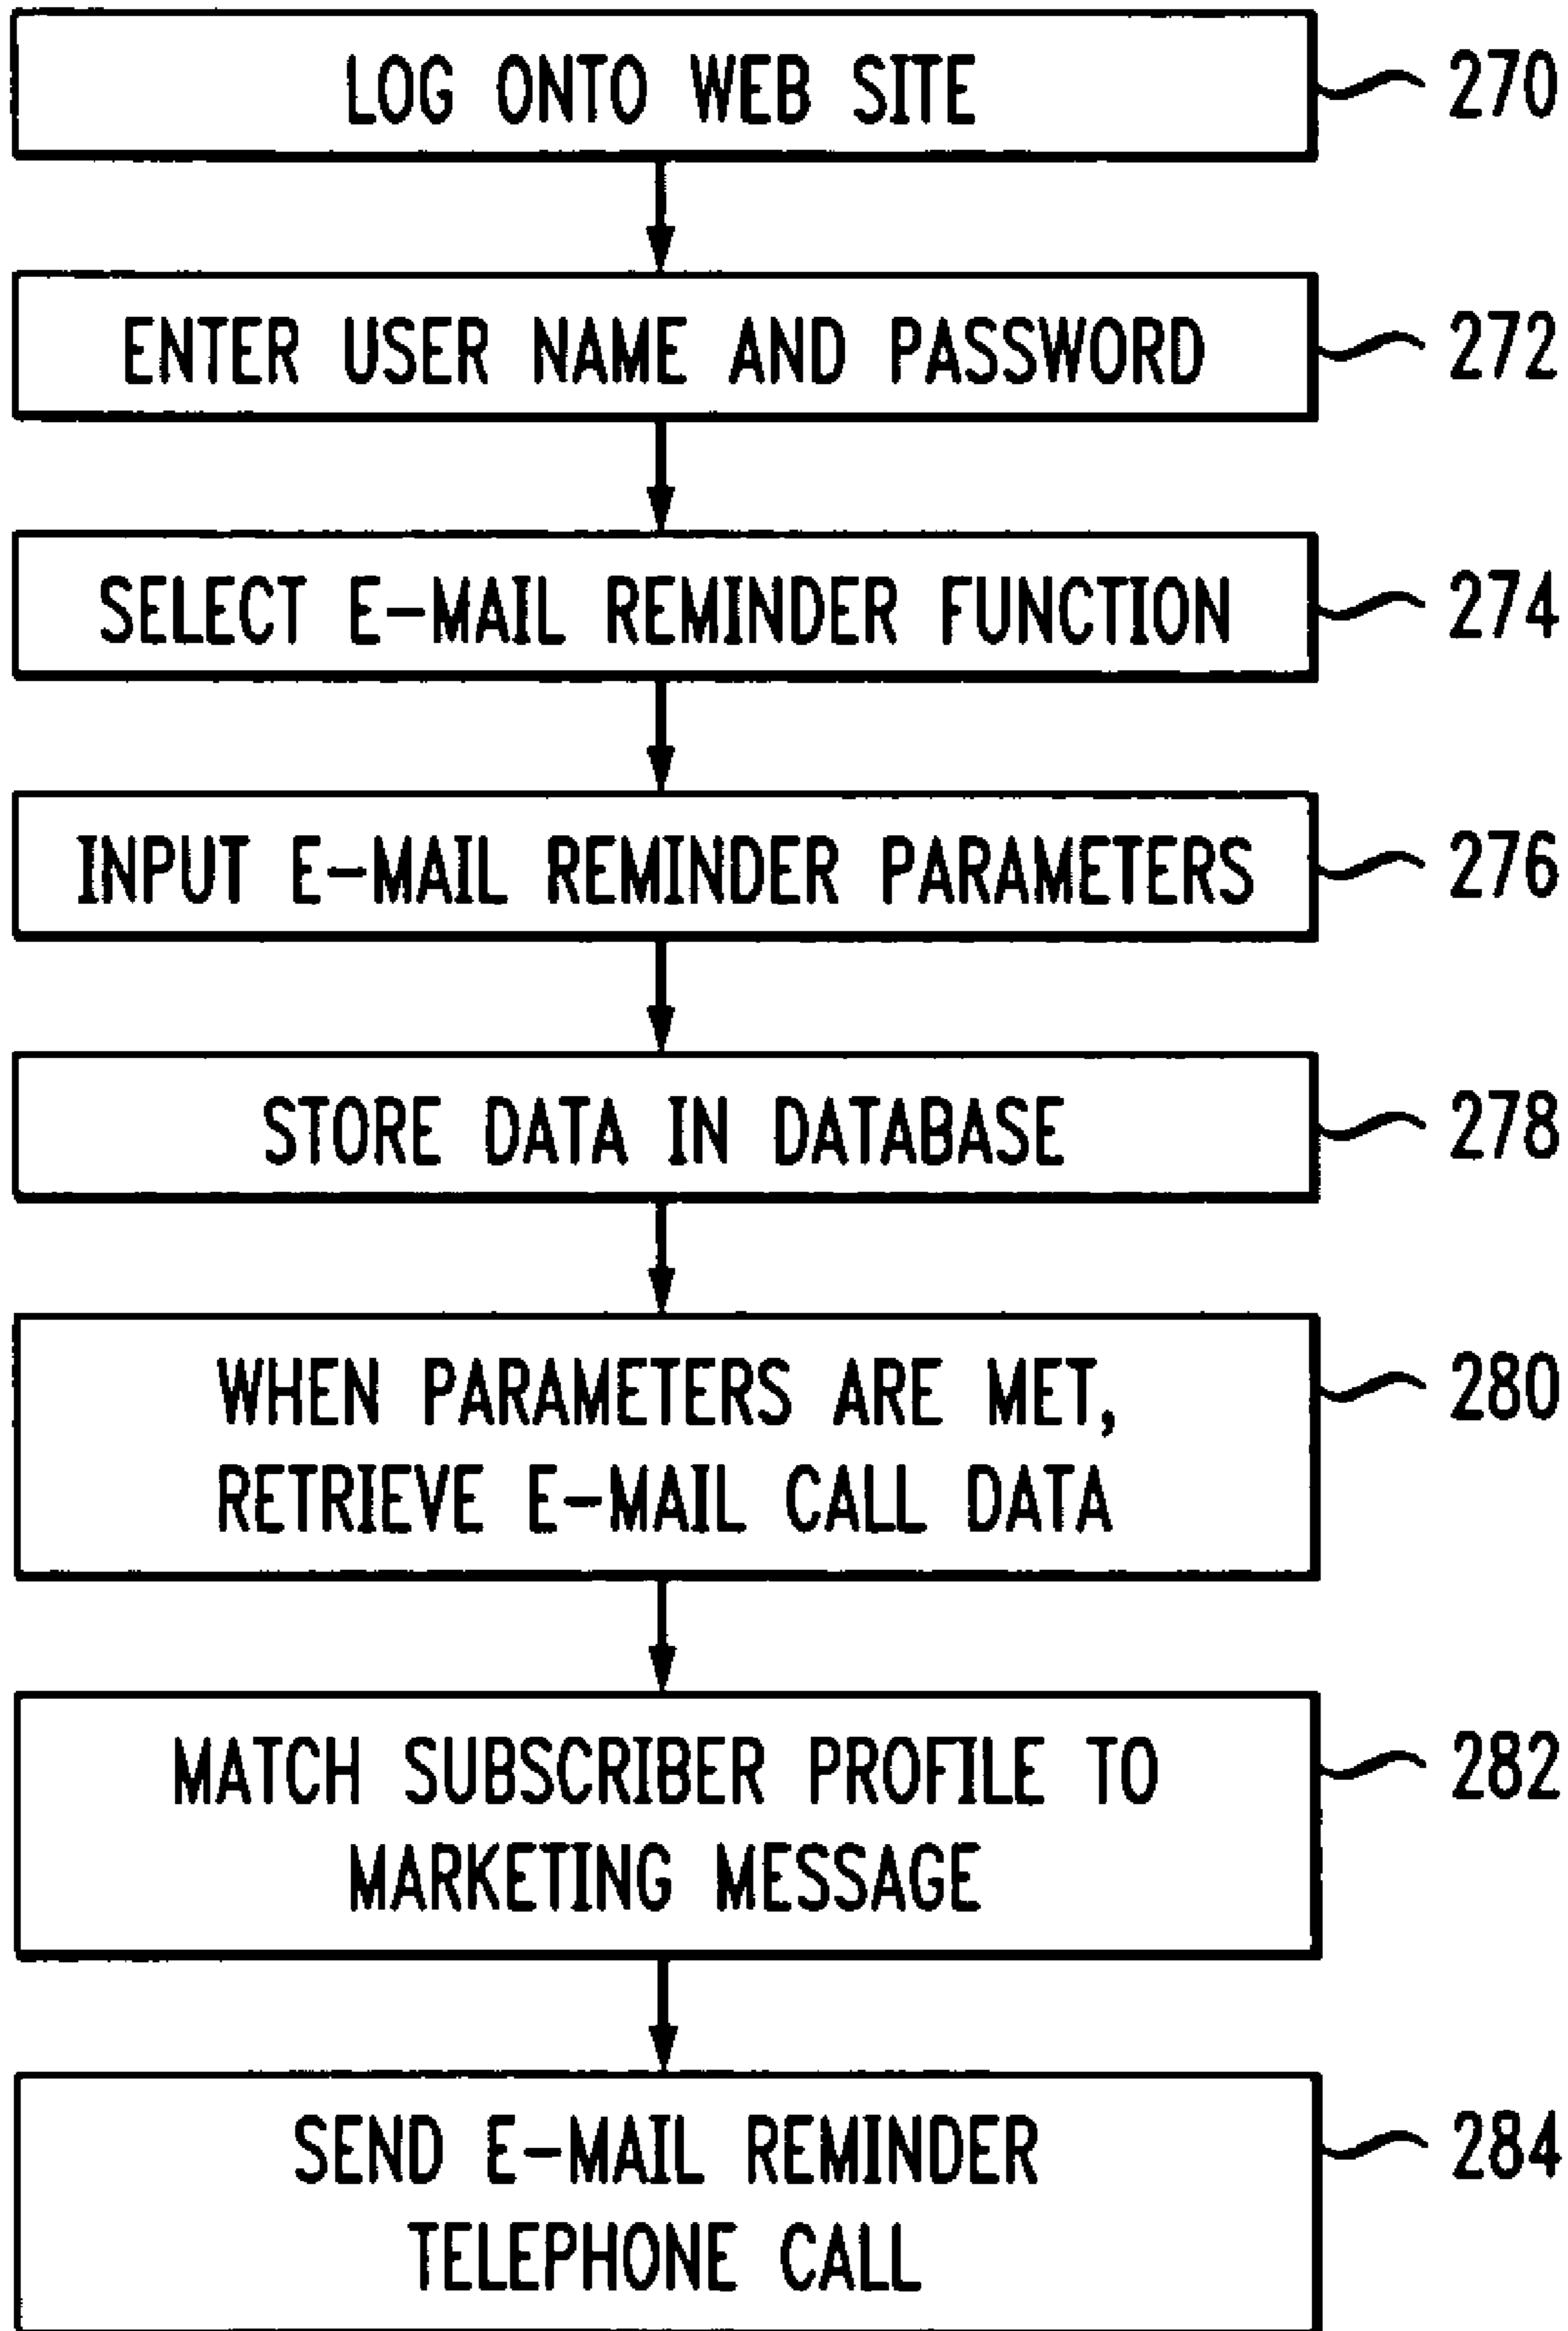 LOG ONTO WEB SITE
270
ENTER USER NAME AND PASSWORD
272
SELECT E-MAIL REMINDER FUNCTION
274
INPUT E-MAIL REMINDER PARAMETERS
276
STORE DATA IN DATABASE
278
WHEN PARAMETERS ARE MET,
RETRIEVE E-MAIL CALL DATA
280
MATCH SUBSCRIBER PROFILE TO
MARKETING MESSAGE
282
SEND E-MAIL REMINDER
TELEPHONE CALL
284